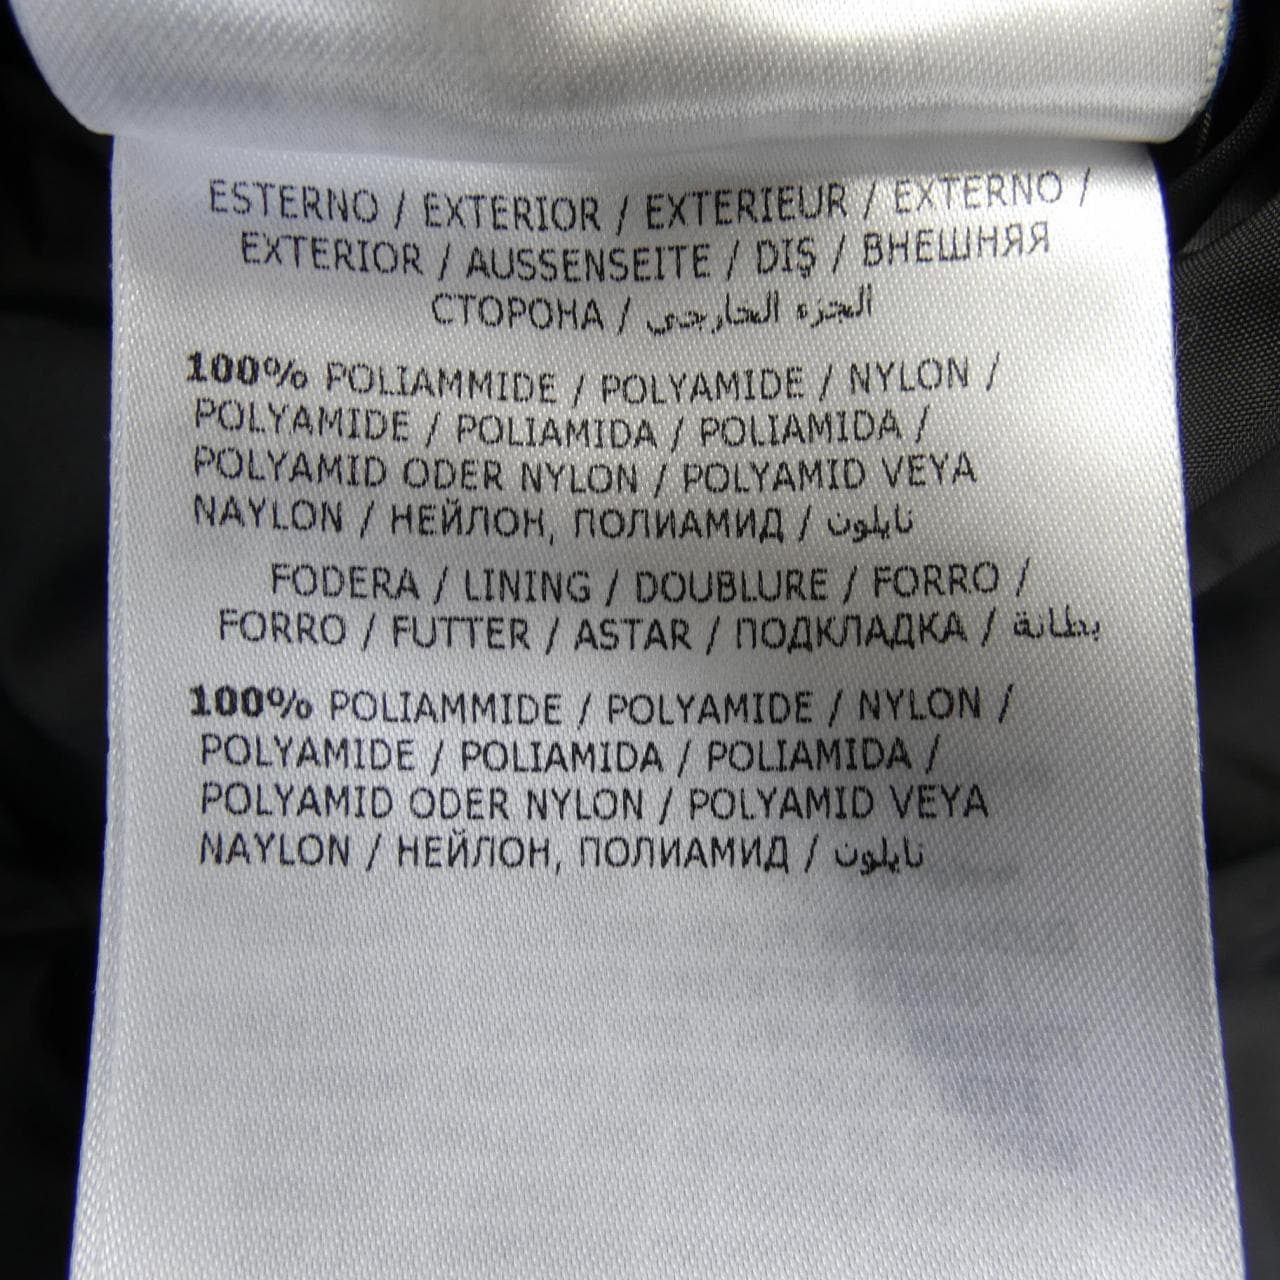 ESTERNO / EXTERIOR / EXTERIEUR / EXTERNO /
EXTERIOR / AUSSENSEITE / DIŞ / ВНЕШНЯЯ
СТОРОНА / الجزء الخارجي
100% POLIAMMIDE / POLYAMIDE / NYLON /
POLYAMIDE / POLIAMIDA / POLIAMIDA /
POLYAMID ODER NYLON / POLYAMID VEYA
NAYLON / НЕЙЛОН, ПОЛИАМИД / نايلون
FODERA / LINING / DOUBLURE / FORRO /
FORRO / FUTTER / ASTAR / ПОДКЛАДКА / بطانة
100% POLIAMMIDE / POLYAMIDE / NYLON /
POLYAMIDE / POLIAMIDA / POLIAMIDA /
POLYAMID ODER NYLON / POLYAMID VEYA
NAYLON / НЕЙЛОН, ПОЛИАМИД / نايلون